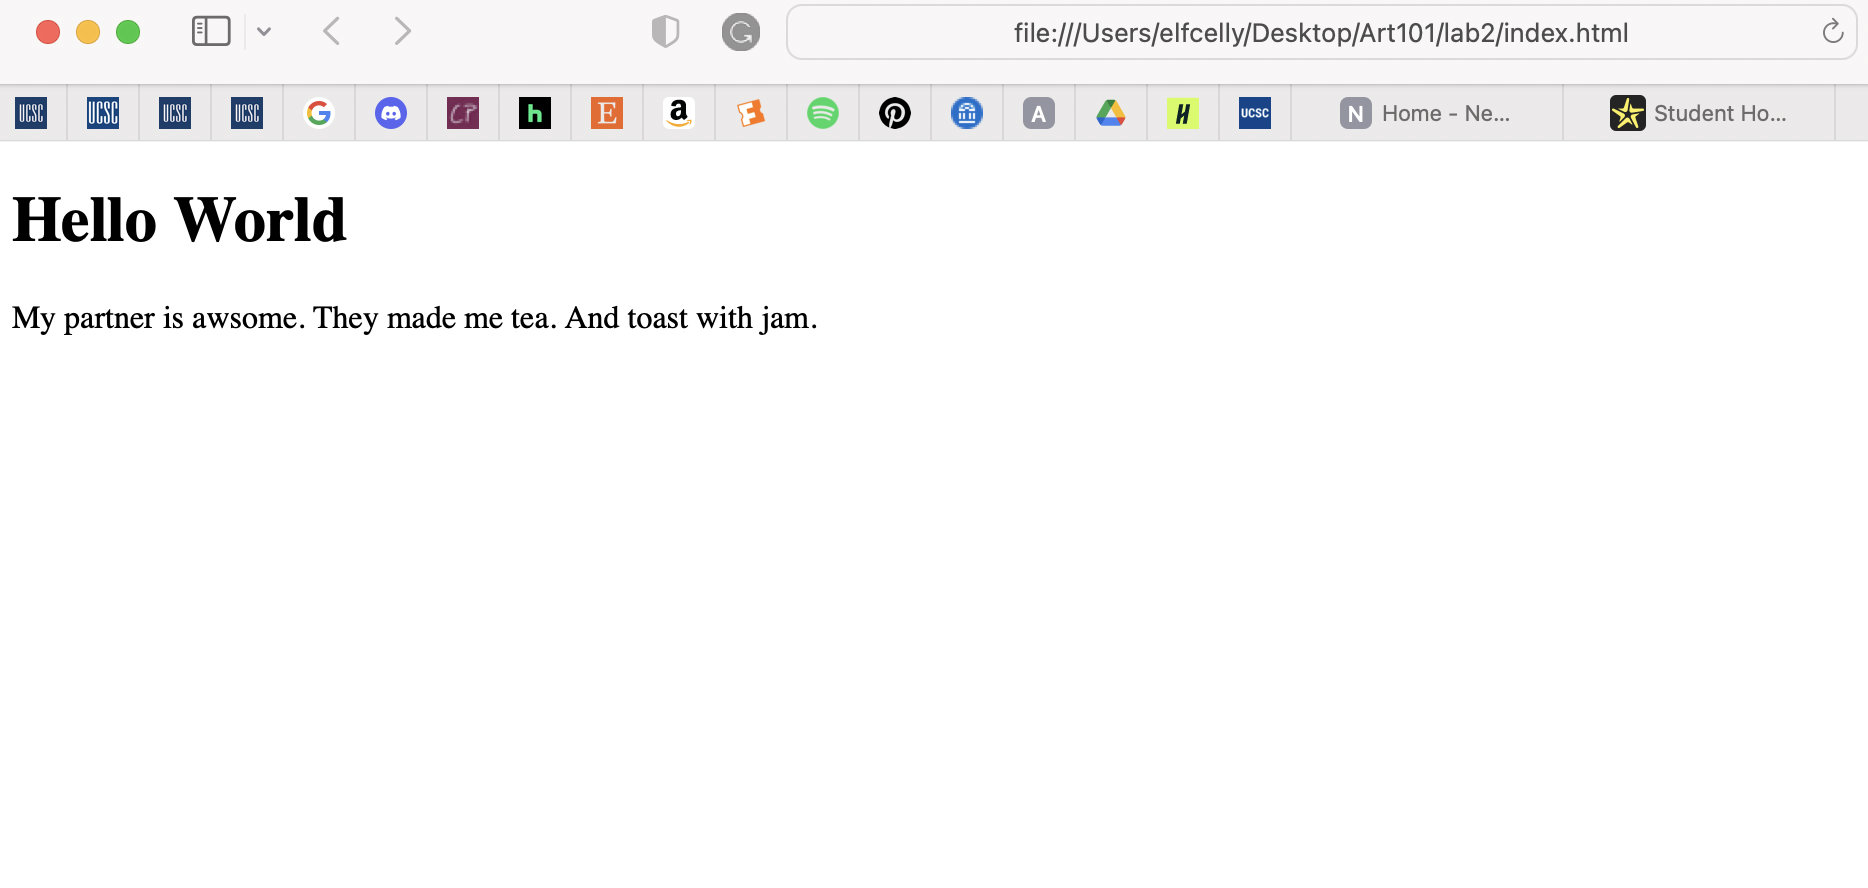 file:///Users/elfcelly/Desktop/Art101/lab2/index.html
UCSC UCSC UCSC UCSC G CP h E a F A H UCSC N Home - Ne... Student Ho...
Hello World
My partner is awsome. They made me tea. And toast with jam.